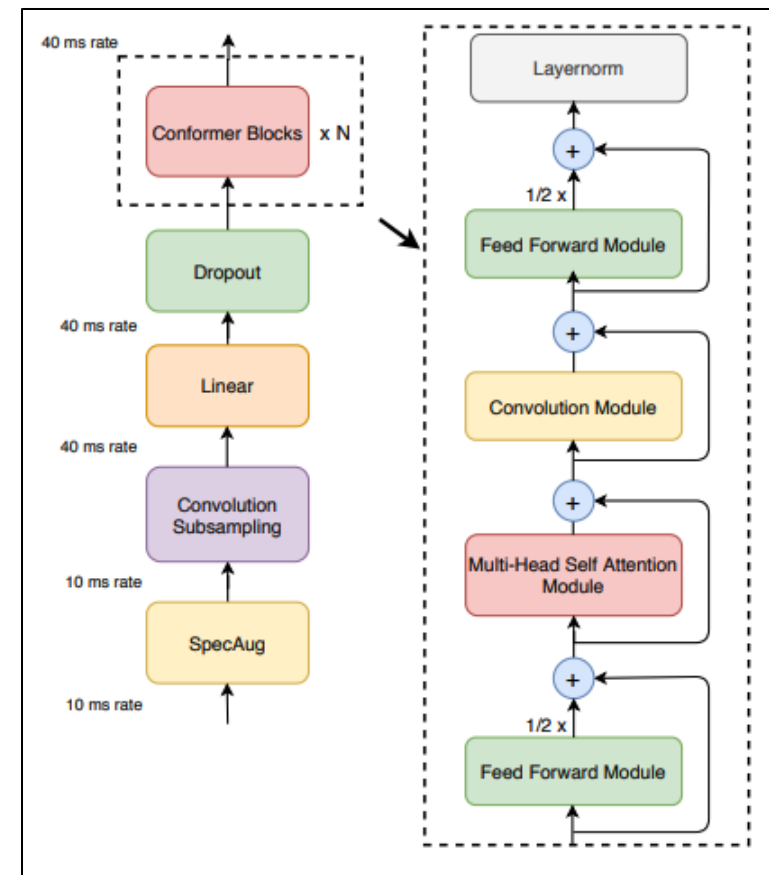 40 ms rate
Conformer Blocks
x N
Dropout
40 ms rate
Linear
40 ms rate
Convolution
Subsampling
10 ms rate
SpecAug
10 ms rate
Layernorm
+
1/2 x
Feed Forward Module
+
Convolution Module
+
Multi-Head Self Attention
Module
+
1/2 x
Feed Forward Module